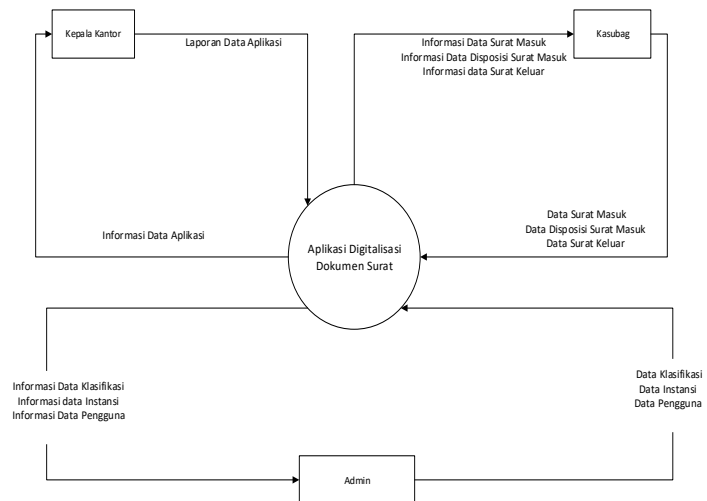 Kepala Kantor
Laporan Data Aplikasi
Informasi Data Surat Masuk
Informasi Data Disposisi Surat Masuk
Informasi data Surat Keluar
Kasubag
Informasi Data Aplikasi
Aplikasi Digitalisasi
Dokumen Surat
Data Surat Masuk
Data Disposisi Surat Masuk
Data Surat Keluar
Informasi Data Klasifikasi
Informasi data Instansi
Informasi Data Pengguna
Data Klasifikasi
Data Instansi
Data Pengguna
Admin